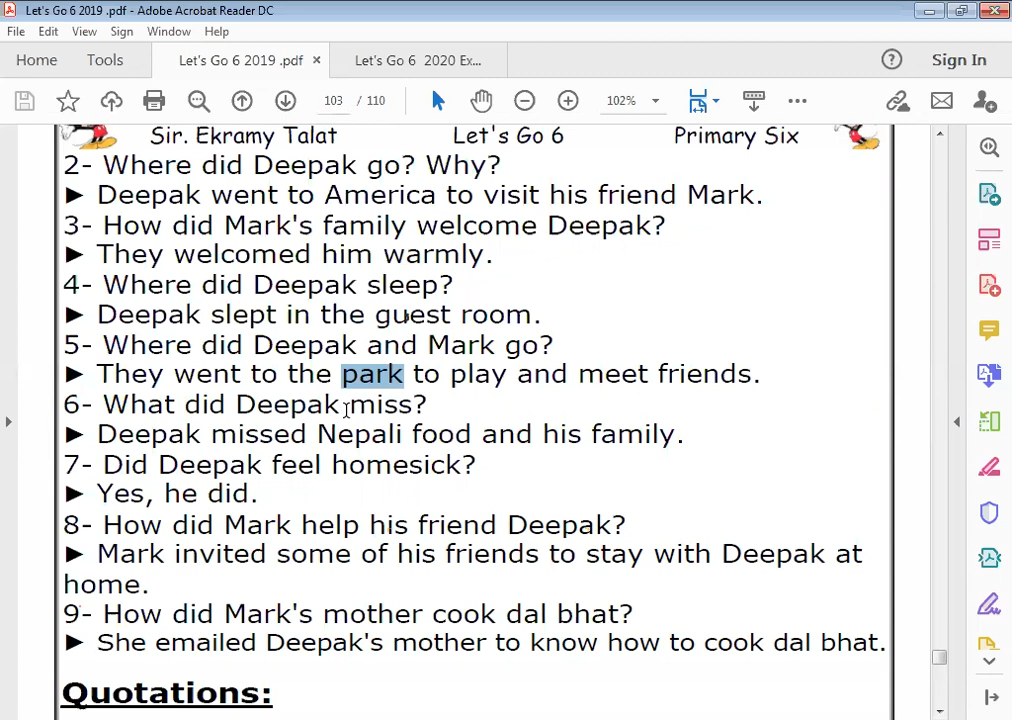 Let's Go 6 2019 .pdf - Adobe Acrobat Reader DC
File Edit View Sign Window Help
Home Tools Let's Go 6 2019 .pdf × Let's Go 6 2020 Ex... ? Sign In
103 / 110 102%
Sir. Ekramy Talat Let's Go 6 Primary Six
2- Where did Deepak go? Why?
► Deepak went to America to visit his friend Mark.
3- How did Mark's family welcome Deepak?
► They welcomed him warmly.
4- Where did Deepak sleep?
► Deepak slept in the guest room.
5- Where did Deepak and Mark go?
► They went to the park to play and meet friends.
6- What did Deepak miss?
► Deepak missed Nepali food and his family.
7- Did Deepak feel homesick?
► Yes, he did.
8- How did Mark help his friend Deepak?
► Mark invited some of his friends to stay with Deepak at
home.
9- How did Mark's mother cook dal bhat?
► She emailed Deepak's mother to know how to cook dal bhat.
Quotations: